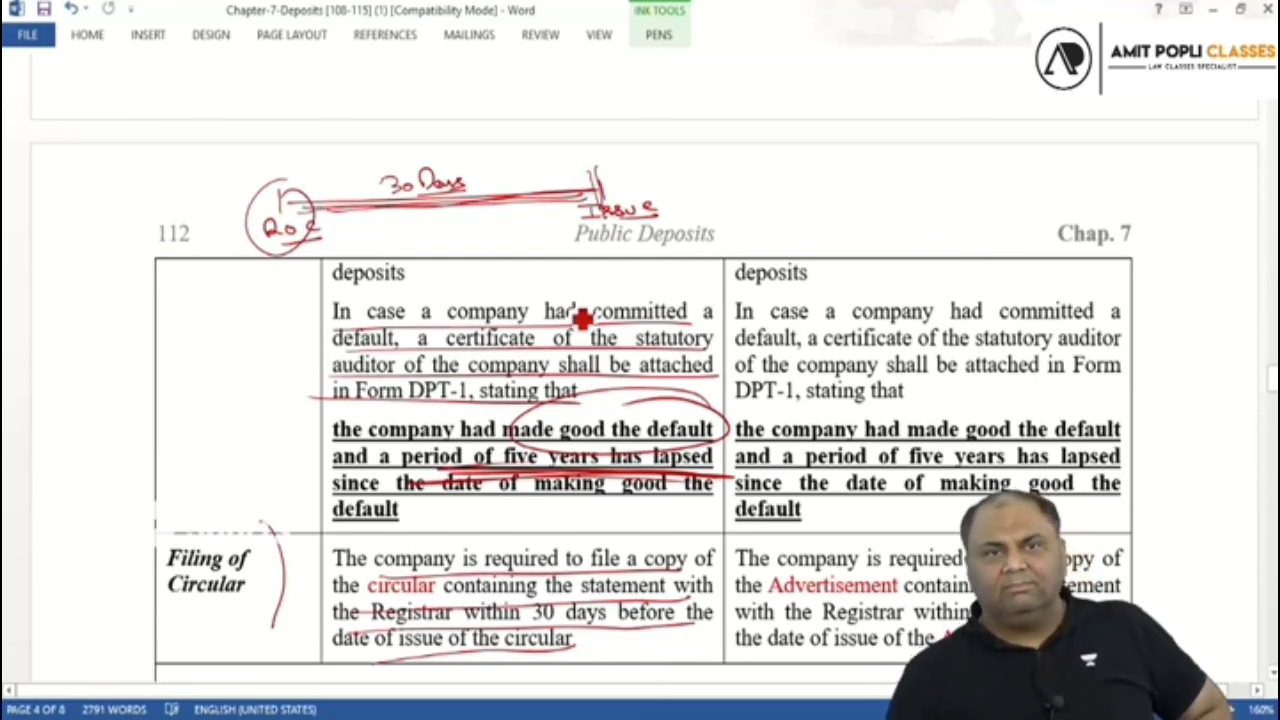 Chapter-7-Deposits [108-115] (1) [Compatibility Mode] - Word
INK TOOLS
FILE HOME INSERT DESIGN PAGE LAYOUT REFERENCES MAILINGS REVIEW VIEW PENS
AMIT POPLI CLASSES
LAW CLASSES SPECIALIST
30 Days
ROC
Issue
112 Public Deposits Chap. 7
deposits
In case a company had committed a
default, a certificate of the statutory
auditor of the company shall be attached
in Form DPT-1, stating that
the company had made good the default
and a period of five years has lapsed
since the date of making good the
default
deposits
In case a company had committed a
default, a certificate of the statutory auditor
of the company shall be attached in Form
DPT-1, stating that
the company had made good the default
and a period of five years has lapsed
since the date of making good the
default
Filing of
Circular
The company is required to file a copy of
the circular containing the statement with
the Registrar within 30 days before the
date of issue of the circular.
The company is required opy of
the Advertisement contain tement
with the Registrar within
the date of issue of the
PAGE 4 OF 8 2791 WORDS ENGLISH (UNITED STATES) 160%